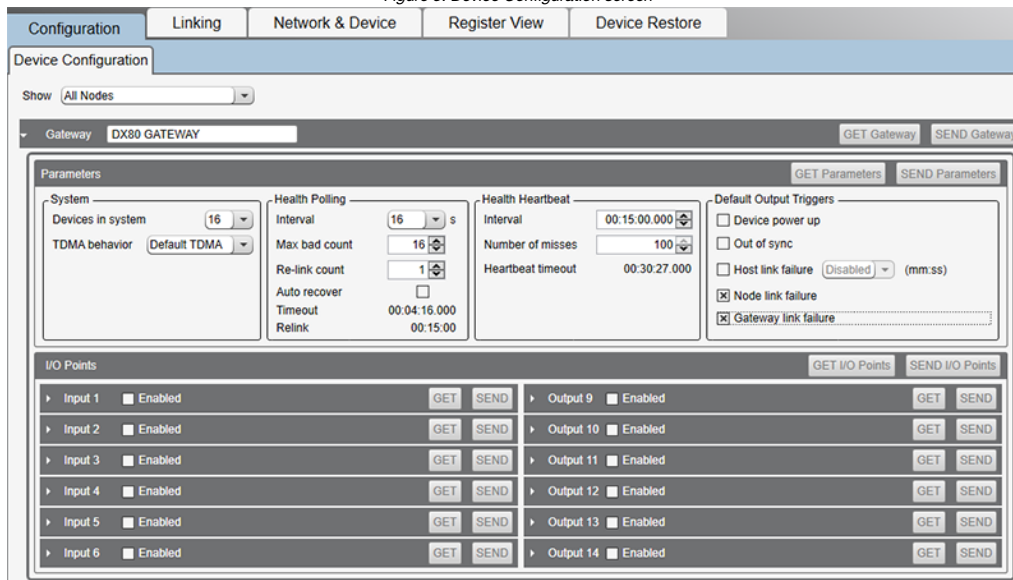 Figure 5: Device Configuration screen
Configuration Linking Network & Device Register View Device Restore
Device Configuration
Show All Nodes
Gateway DX80 GATEWAY GET Gateway SEND Gateway
Parameters GET Parameters SEND Parameters
System
Devices in system 16
TDMA behavior Default TDMA
Health Polling
Interval 16 s
Max bad count 16
Re-link count 1
Auto recover
Timeout 00:04:16.000
Relink 00:15:00
Health Heartbeat
Interval 00:15:00.000
Number of misses 100
Heartbeat timeout 00:30:27.000
Default Output Triggers
Device power up
Out of sync
Host link failure Disabled (mm:ss)
Node link failure
Gateway link failure
I/O Points GET I/O Points SEND I/O Points
Input 1 Enabled GET SEND Output 9 Enabled GET SEND
Input 2 Enabled GET SEND Output 10 Enabled GET SEND
Input 3 Enabled GET SEND Output 11 Enabled GET SEND
Input 4 Enabled GET SEND Output 12 Enabled GET SEND
Input 5 Enabled GET SEND Output 13 Enabled GET SEND
Input 6 Enabled GET SEND Output 14 Enabled GET SEND